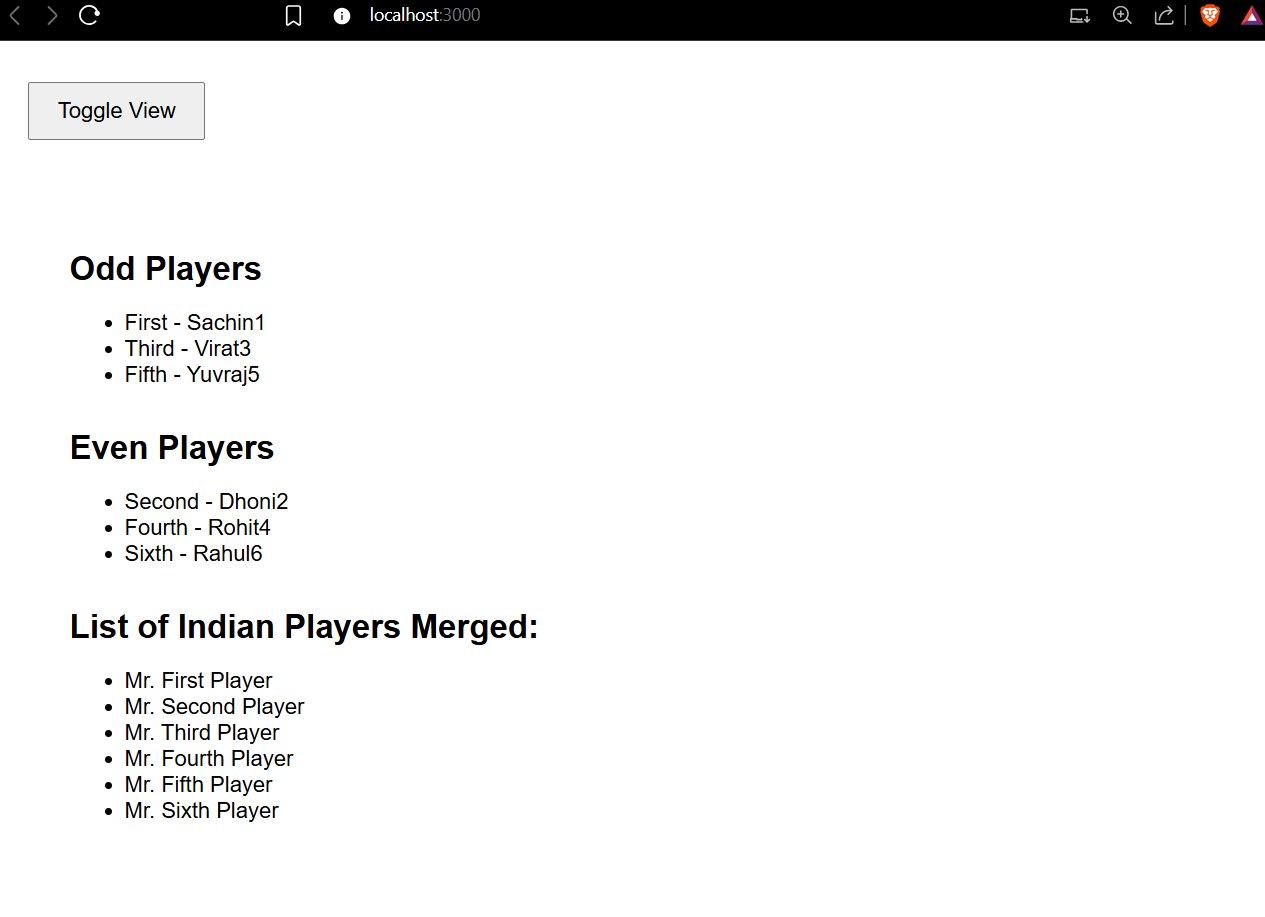 localhost:3000
Toggle View
Odd Players
First - Sachin1
Third - Virat3
Fifth - Yuvraj5
Even Players
Second - Dhoni2
Fourth - Rohit4
Sixth - Rahul6
List of Indian Players Merged:
Mr. First Player
Mr. Second Player
Mr. Third Player
Mr. Fourth Player
Mr. Fifth Player
Mr. Sixth Player